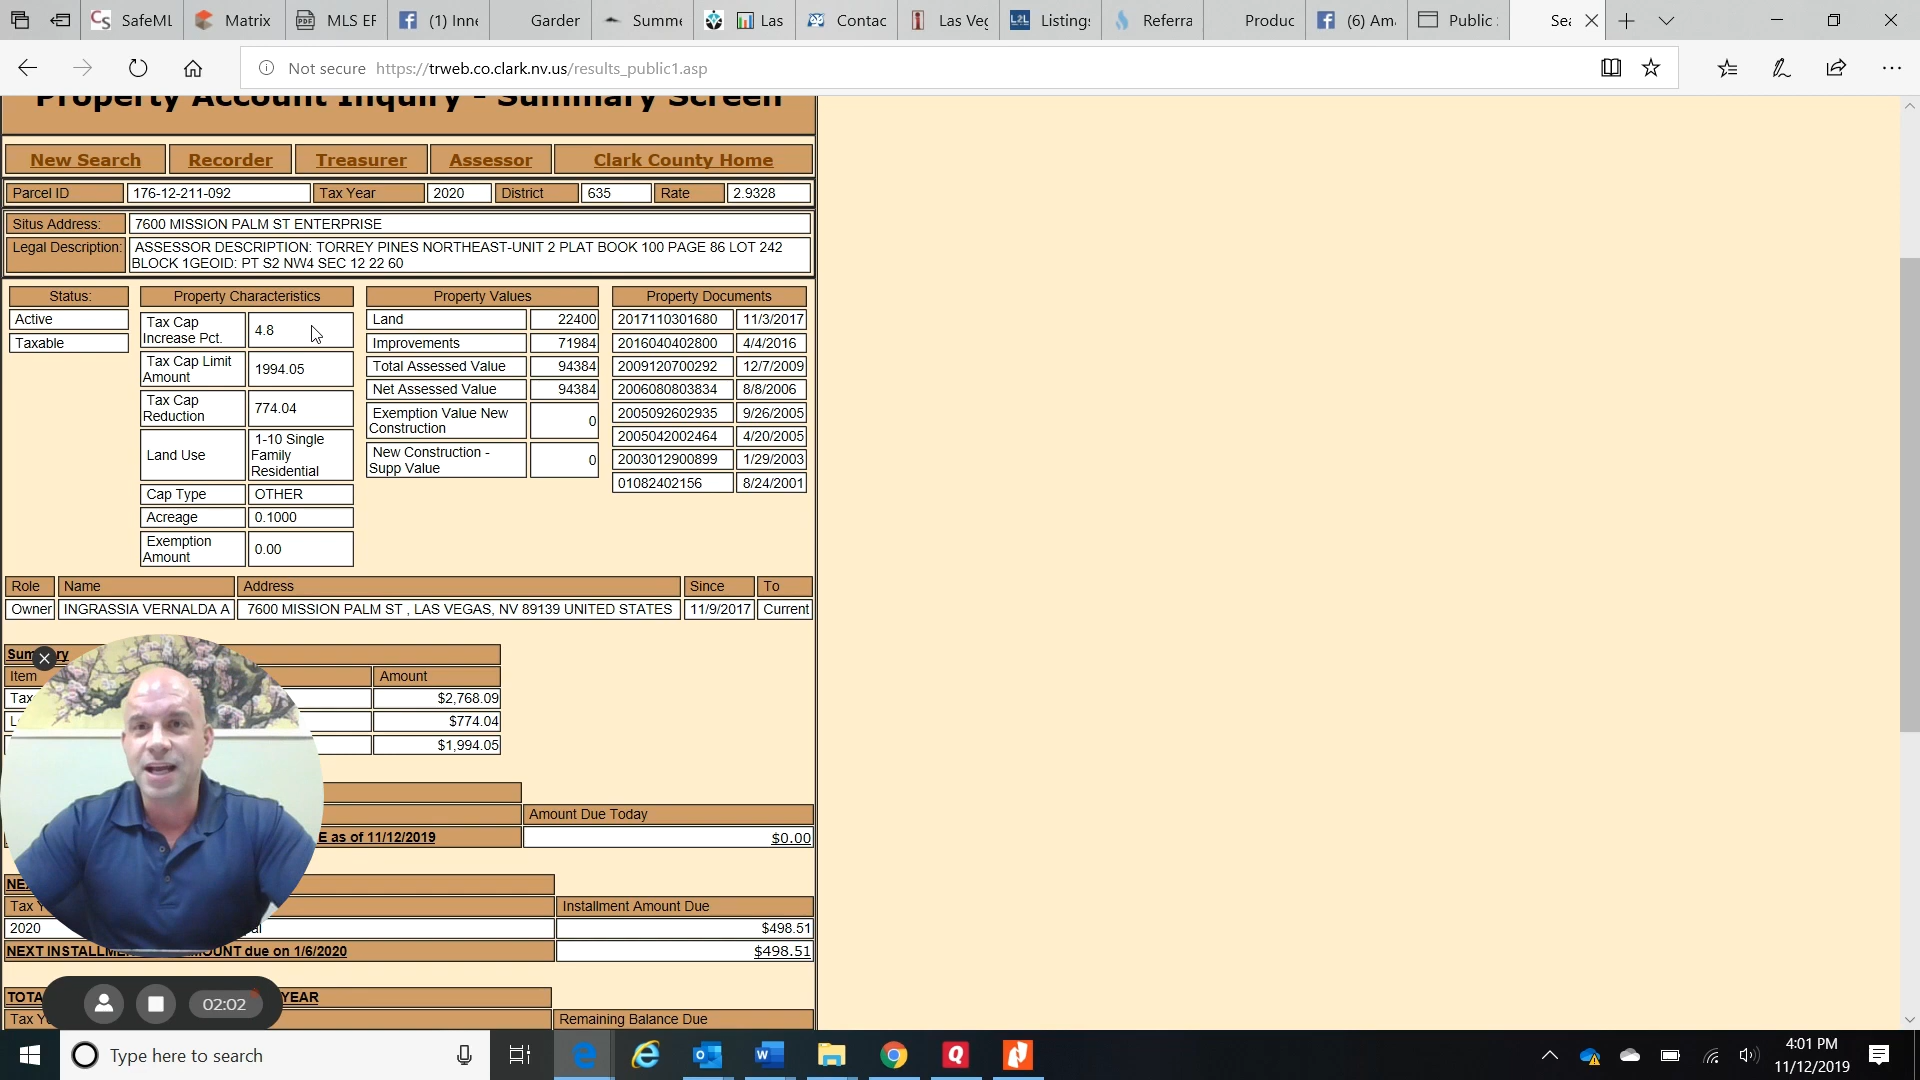 SafeML
Matrix
MLS EF
(1) Inne
Garder
Summe
Las
Contac
Las Veg
Listing
Referra
Produc
(6) Am
Public
Sea
Not secure https://trweb.co.clark.nv.us/results_public1.asp
Property Account Inquiry - Summary Screen
New Search Recorder Treasurer Assessor Clark County Home
Parcel ID 176-12-211-092 Tax Year 2020 District 635 Rate 2.9328
Situs Address: 7600 MISSION PALM ST ENTERPRISE
Legal Description: ASSESSOR DESCRIPTION: TORREY PINES NORTHEAST-UNIT 2 PLAT BOOK 100 PAGE 86 LOT 242
BLOCK 1GEOID: PT S2 NW4 SEC 12 22 60
Status:
Active
Taxable
Property Characteristics
Tax Cap
Increase Pct. 4.8
Tax Cap Limit
Amount 1994.05
Tax Cap
Reduction 774.04
Land Use 1-10 Single
Family
Residential
Cap Type OTHER
Acreage 0.1000
Exemption
Amount 0.00
Property Values
Land 22400
Improvements 71984
Total Assessed Value 94384
Net Assessed Value 94384
Exemption Value New
Construction 0
New Construction -
Supp Value 0
Property Documents
2017110301680 11/3/2017
2016040402800 4/4/2016
2009120700292 12/7/2009
2006080803834 8/8/2006
2005092602935 9/26/2005
2005042002464 4/20/2005
2003012900899 1/29/2003
01082402156 8/24/2001
Role Name Address Since To
Owner INGRASSIA VERNALDA A 7600 MISSION PALM ST , LAS VEGAS, NV 89139 UNITED STATES 11/9/2017 Current
Item Amount
$2,768.09
$774.04
$1,994.05
Amount Due Today
as of 11/12/2019 $0.00
Installment Amount Due
2020 $498.51
NEXT due on 1/6/2020 $498.51
YEAR
Remaining Balance Due
02:02
Type here to search
4:01 PM
11/12/2019